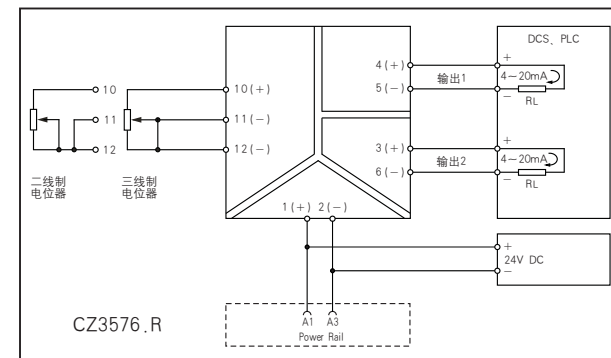 DCS、PLC
4(+)
+
输出1
4～20mA
5(－)
－
RL
10
10(+)
11
11(－)
12
12(－)
3(+)
+
输出2
4～20mA
6(－)
－
RL
二线制
电位器
三线制
电位器
1(+)
2(－)
+
24V DC
－
A1
A3
Power Rail
CZ3576.R